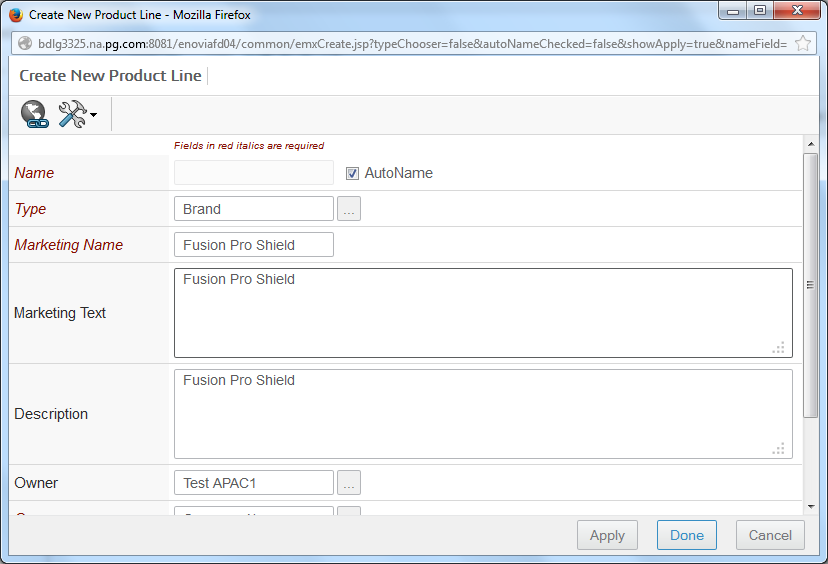 Create New Product Line - Mozilla Firefox
bdlg3325.na.pg.com:8081/enoviafd04/common/emxCreate.jsp?typeChooser=false&autoNameChecked=false&showApply=true&nameField=
Create New Product Line
Fields in red italics are required
Name AutoName
Type Brand ...
Marketing Name Fusion Pro Shield
Marketing Text Fusion Pro Shield
Description Fusion Pro Shield
Owner Test APAC1 ...
Apply Done Cancel